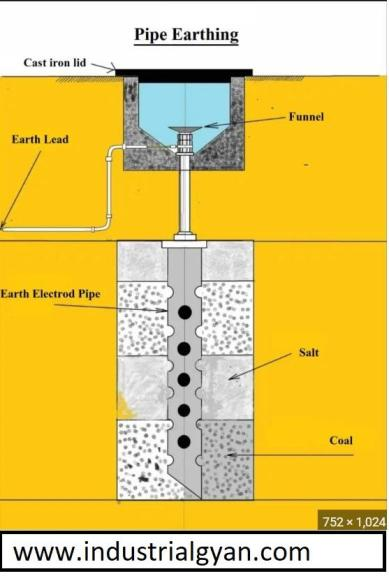 Pipe Earthing
Cast iron lid
Funnel
Earth Lead
Earth Electrod Pipe
Salt
Coal
752 × 1,024
www.industrialgyan.com